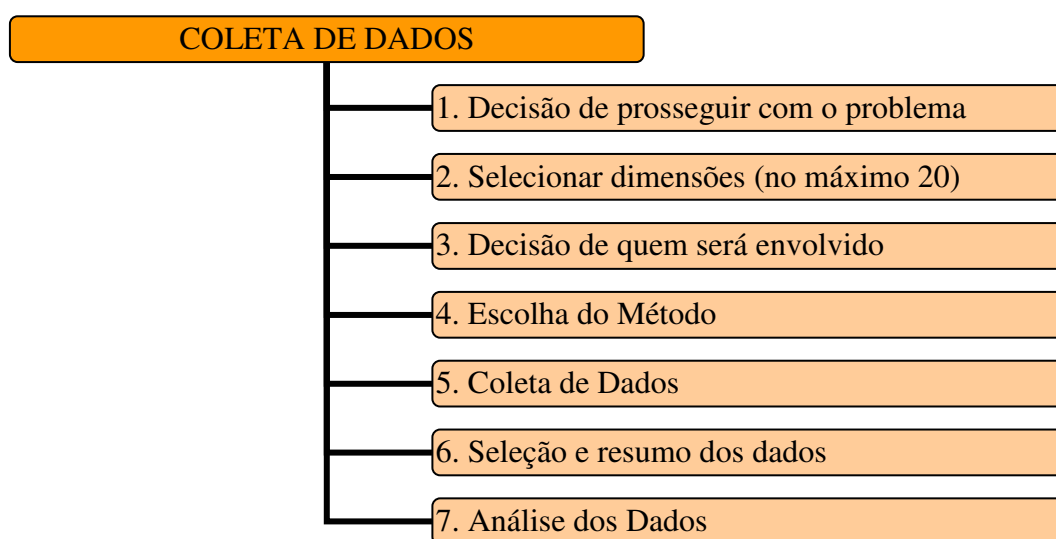 COLETA DE DADOS
1. Decisão de prosseguir com o problema
2. Selecionar dimensões (no máximo 20)
3. Decisão de quem será envolvido
4. Escolha do Método
5. Coleta de Dados
6. Seleção e resumo dos dados
7. Análise dos Dados